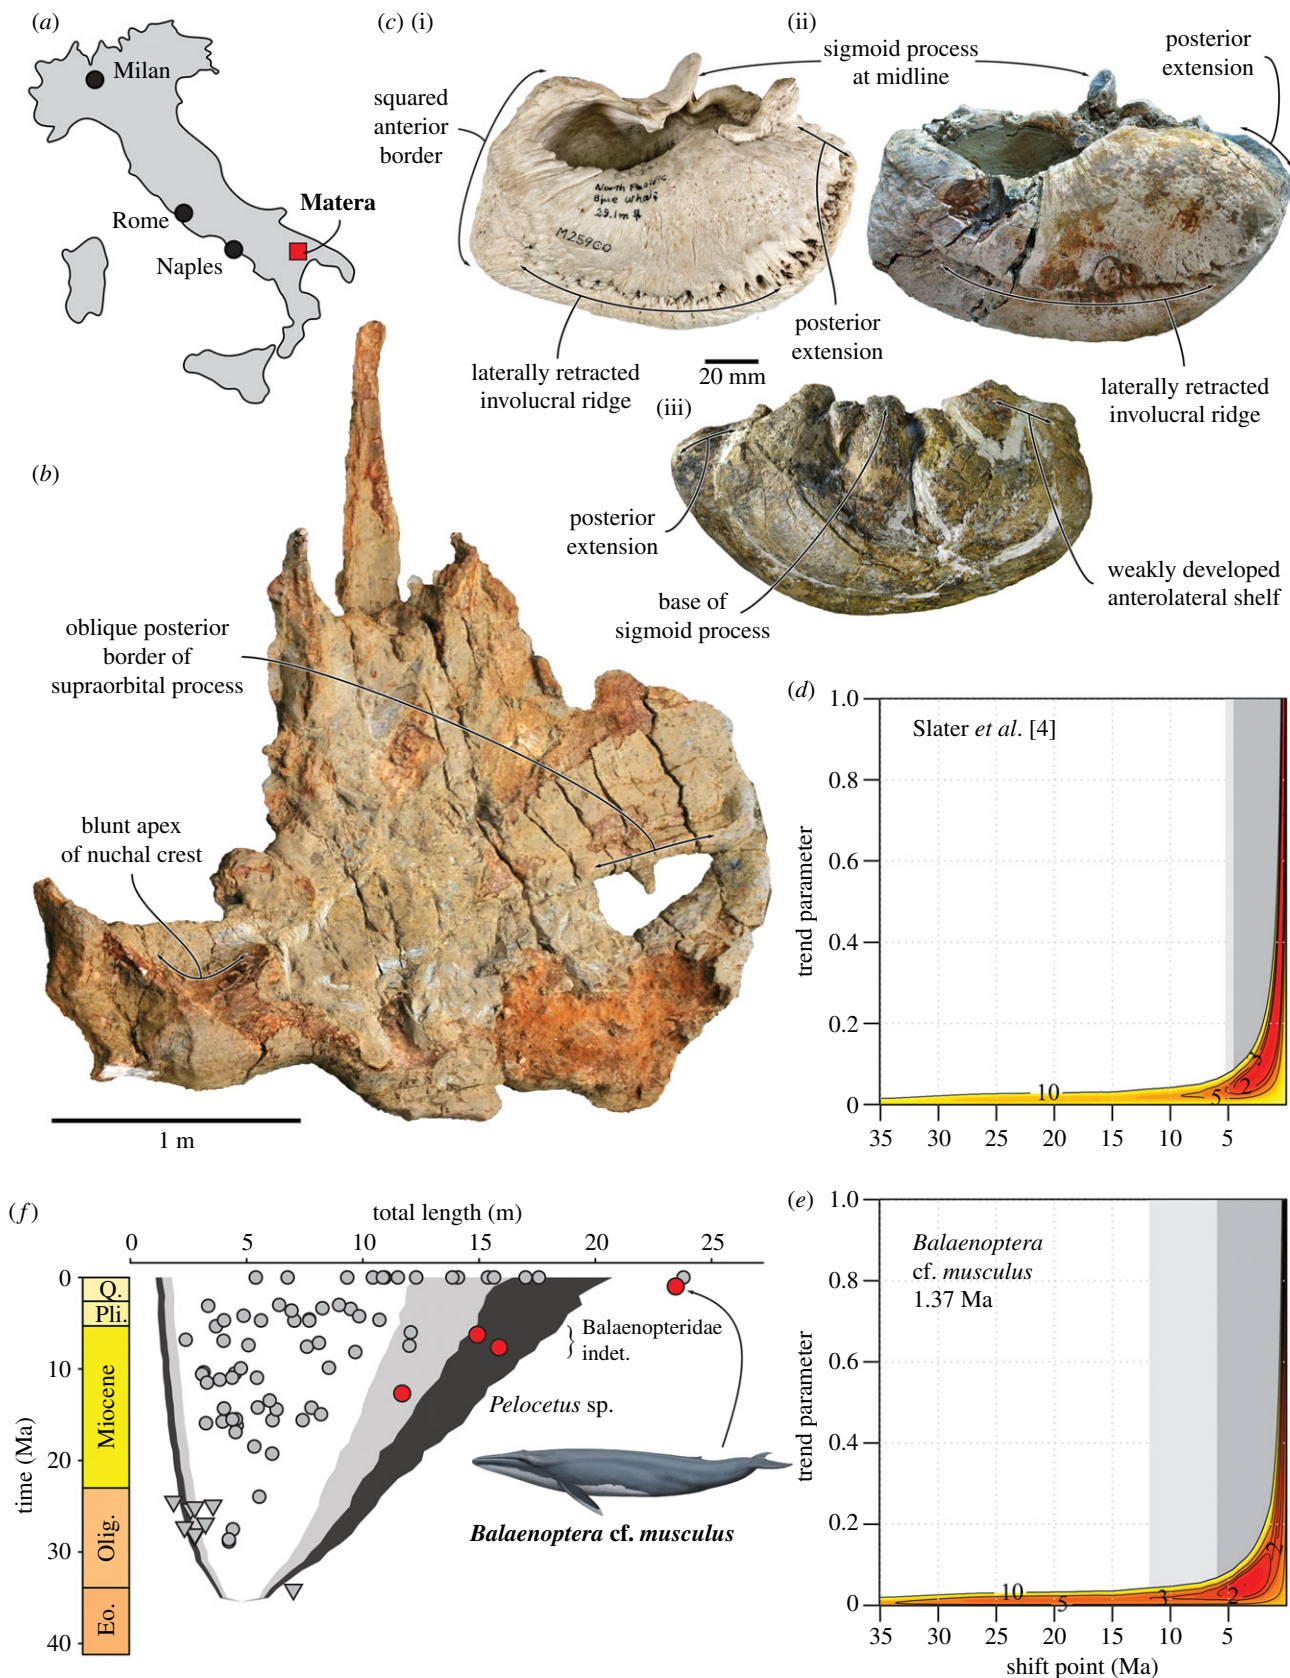 (a)
Milan
Rome
Naples
Matera
(c) (i)
squared
anterior
border
sigmoid process
at midline
(ii)
posterior
extension
North Pacific
Blue Whale
M25900
posterior
extension
laterally retracted
involucral ridge
20 mm
laterally retracted
involucral ridge
(iii)
posterior
extension
base of
sigmoid process
weakly developed
anterolateral shelf
(b)
oblique posterior
border of
supraorbital process
blunt apex
of nuchal crest
1 m
(d)
Slater et al. [4]
trend parameter
1.0
0.8
0.6
0.4
0.2
0
10
5
2
3
35 30 25 20 15 10 5
(e)
Balaenoptera
cf. musculus
1.37 Ma
trend parameter
1.0
0.8
0.6
0.4
0.2
0
10
5
3
2
2
35 30 25 20 15 10 5
shift point (Ma)
(f)
total length (m)
0 5 10 15 20 25
time (Ma)
0
10
20
30
40
Q.
Pli.
Miocene
Olig.
Eo.
Balaenopteridae
indet.
Pelocetus sp.
Balaenoptera cf. musculus